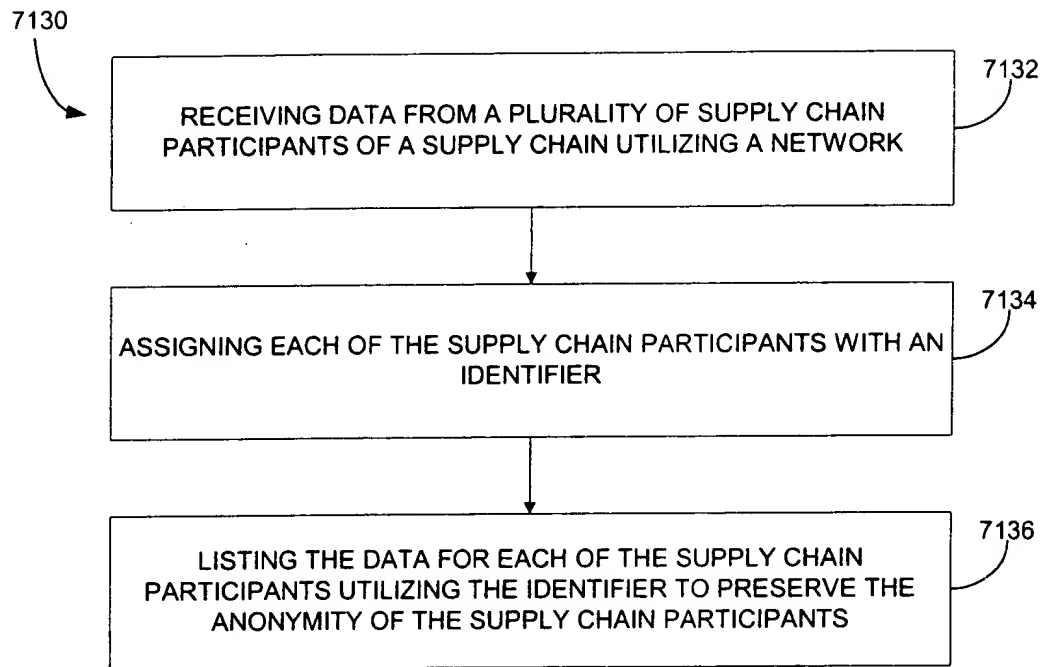 7130
7132
RECEIVING DATA FROM A PLURALITY OF SUPPLY CHAIN
PARTICIPANTS OF A SUPPLY CHAIN UTILIZING A NETWORK
7134
ASSIGNING EACH OF THE SUPPLY CHAIN PARTICIPANTS WITH AN
IDENTIFIER
7136
LISTING THE DATA FOR EACH OF THE SUPPLY CHAIN
PARTICIPANTS UTILIZING THE IDENTIFIER TO PRESERVE THE
ANONYMITY OF THE SUPPLY CHAIN PARTICIPANTS